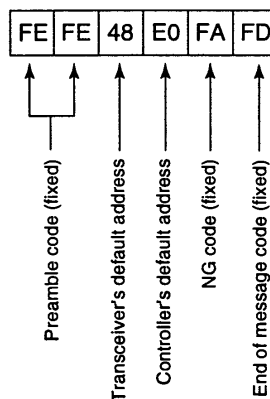 FE FE 48 E0 FA FD
Preamble code (fixed)
Transceiver's default address
Controller's default address
NG code (fixed)
End of message code (fixed)